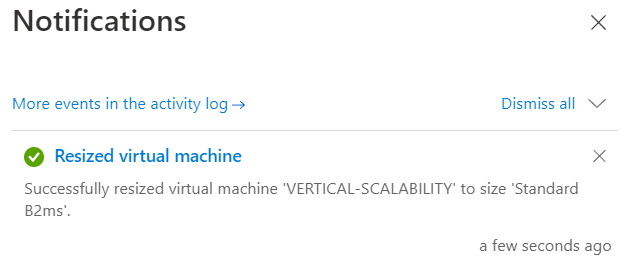 Notifications
More events in the activity log →
Dismiss all
Resized virtual machine
Successfully resized virtual machine 'VERTICAL-SCALABILITY' to size 'Standard
B2ms'.
a few seconds ago